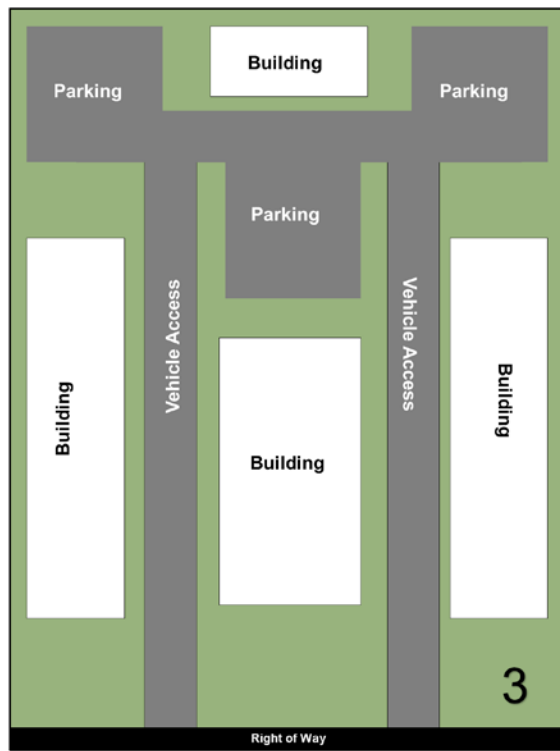 Building
Parking
Parking
Parking
Vehicle Access
Vehicle Access
Building
Building
Building
3
Right of Way